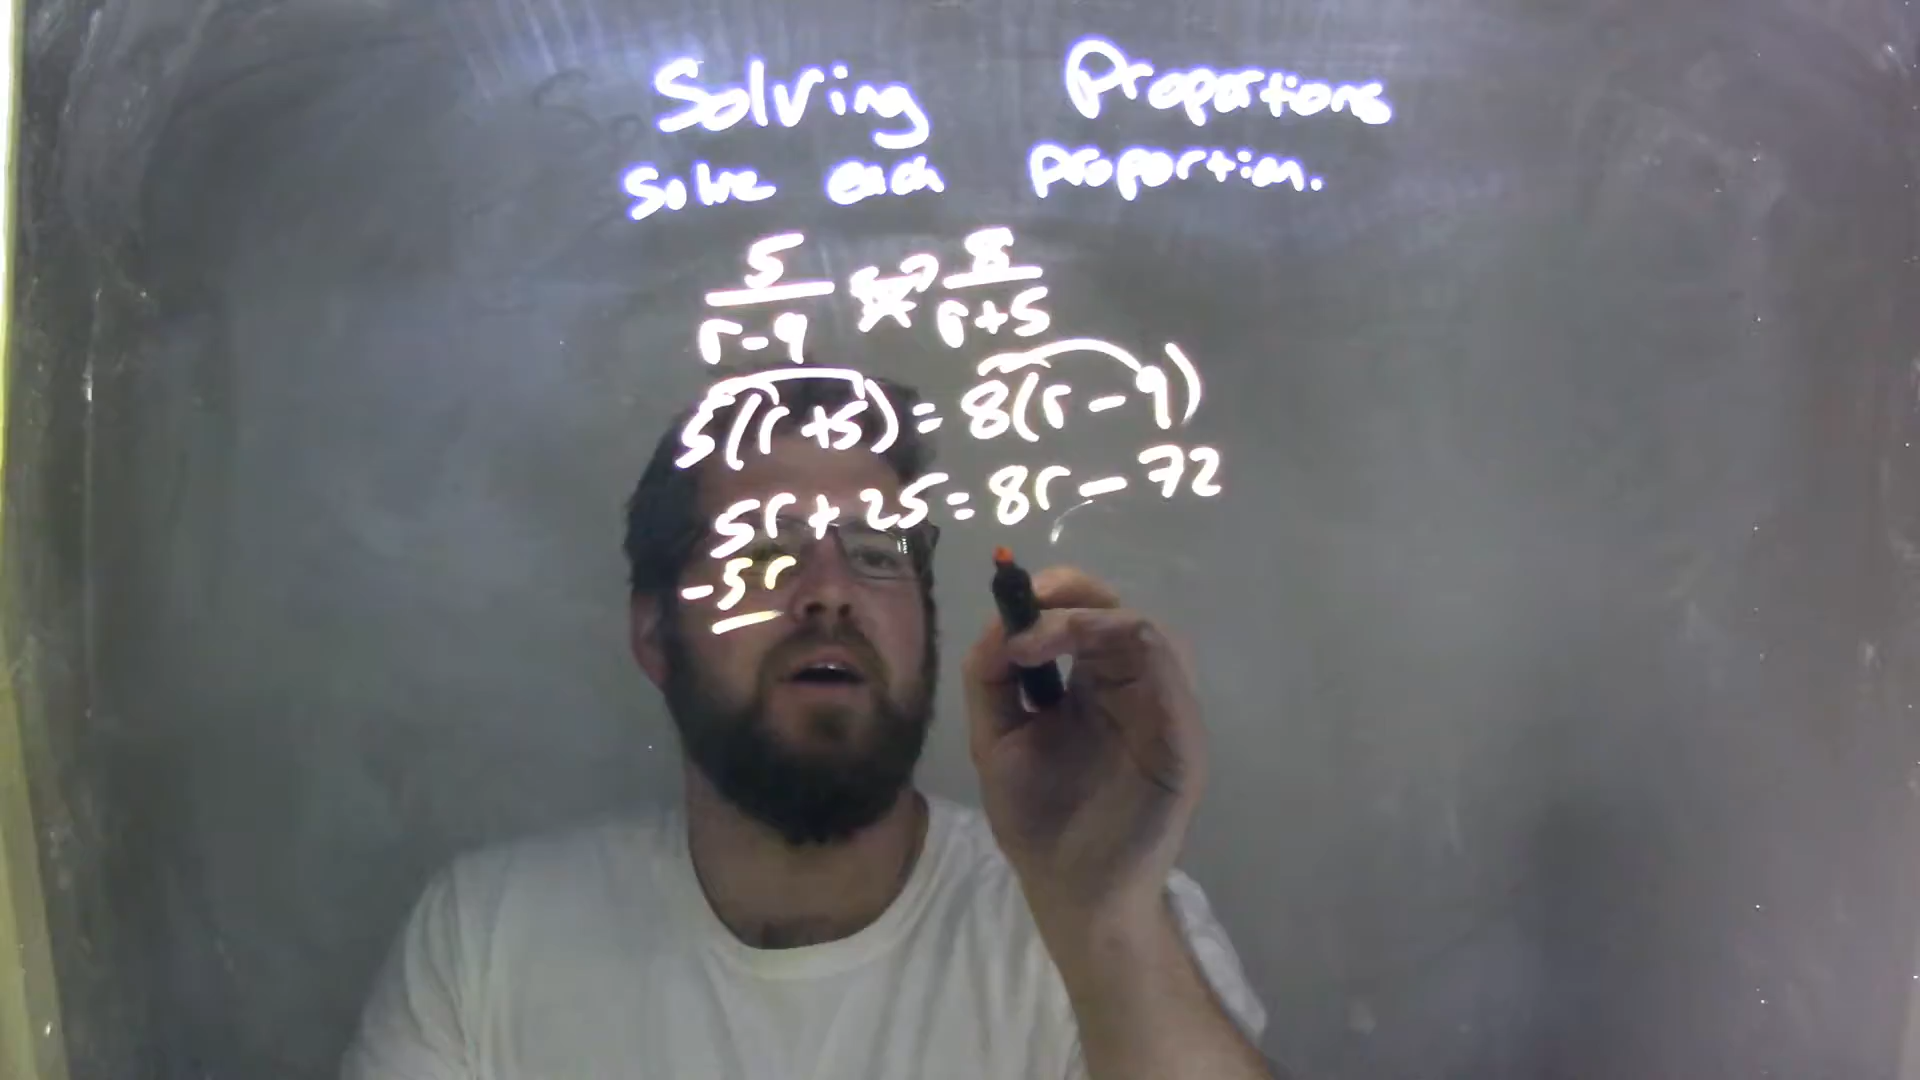 Solving Proportions
Solve each proportion.
5 8
r-9 r+5
5(r+5)=8(r-9)
5r+25=8r-72
-5r